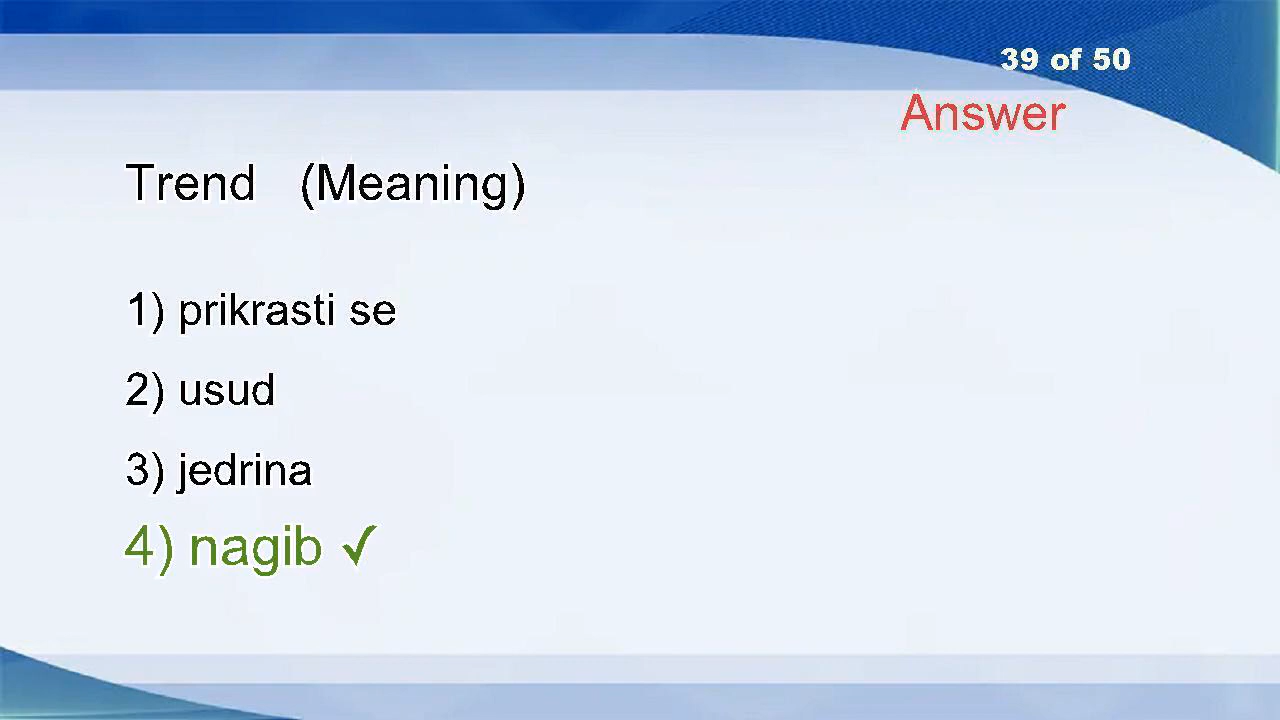 39 of 50
Answer
Trend (Meaning)
1) prikrasti se
2) usud
3) jedrina
4) nagib ✓